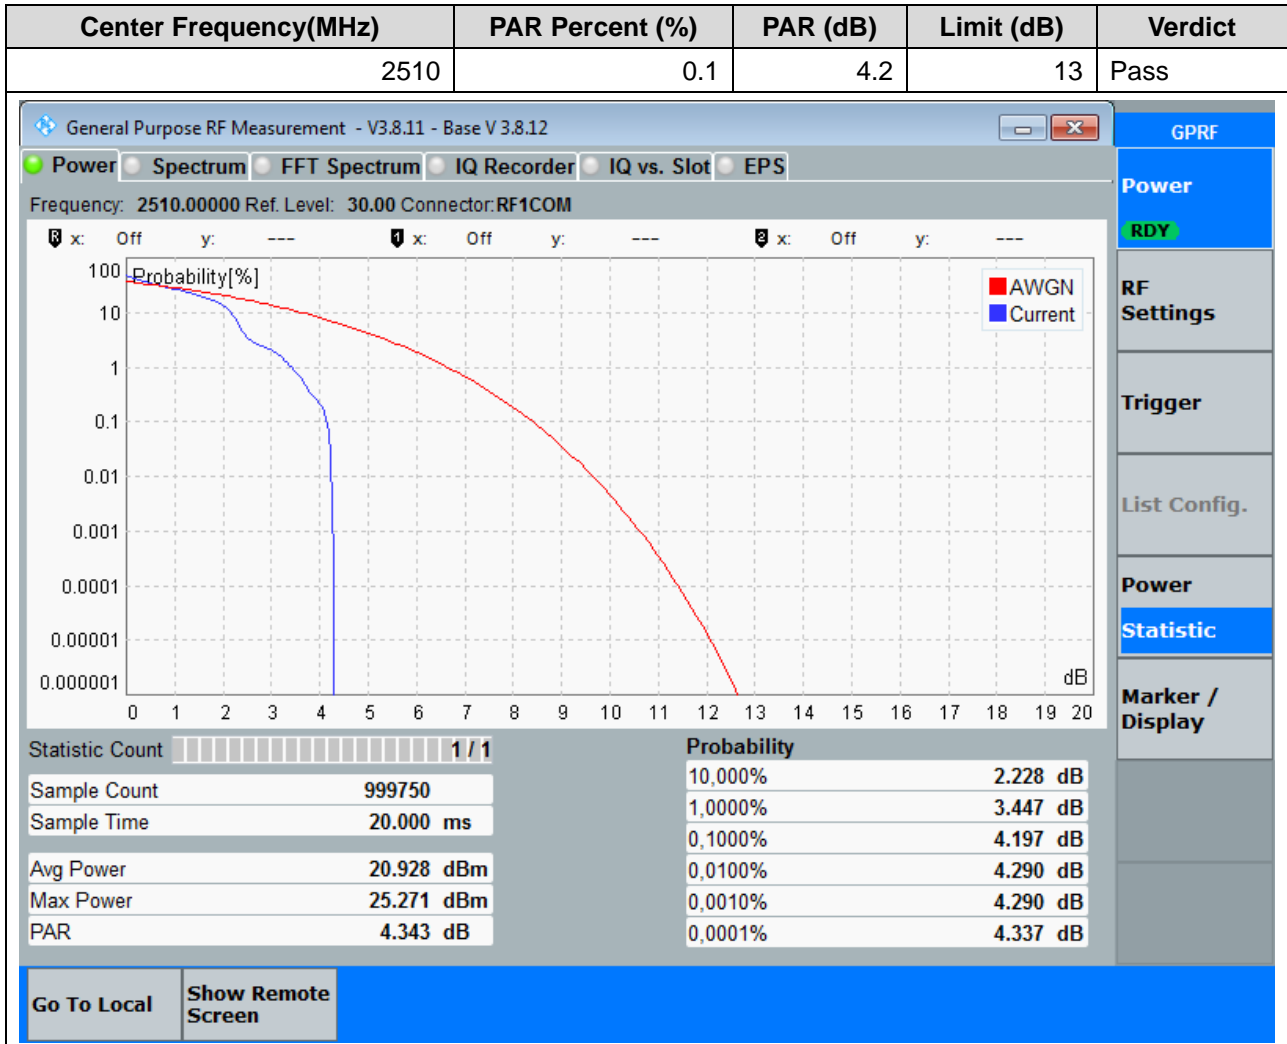 Center Frequency(MHz) PAR Percent (%) PAR (dB) Limit (dB) Verdict
2510 0.1 4.2 13 Pass
General Purpose RF Measurement - V3.8.11 - Base V 3.8.12
GPRF
Power Spectrum FFT Spectrum IQ Recorder IQ vs. Slot EPS
Power
RDY
Frequency: 2510.00000 Ref. Level: 30.00 Connector: RF1COM
R x: Off y: --- 1 x: Off y: --- 2 x: Off y: ---
Probability[%]
AWGN
Current
100
10
1
0.1
0.01
0.001
0.0001
0.00001
0.000001
dB
0 1 2 3 4 5 6 7 8 9 10 11 12 13 14 15 16 17 18 19 20
RF
Settings
Trigger
List Config.
Power
Statistic
Marker /
Display
Statistic Count 1 / 1
Sample Count 999750
Sample Time 20.000 ms
Avg Power 20.928 dBm
Max Power 25.271 dBm
PAR 4.343 dB
Probability
10,000% 2.228 dB
1,0000% 3.447 dB
0,1000% 4.197 dB
0,0100% 4.290 dB
0,0010% 4.290 dB
0,0001% 4.337 dB
Go To Local
Show Remote
Screen